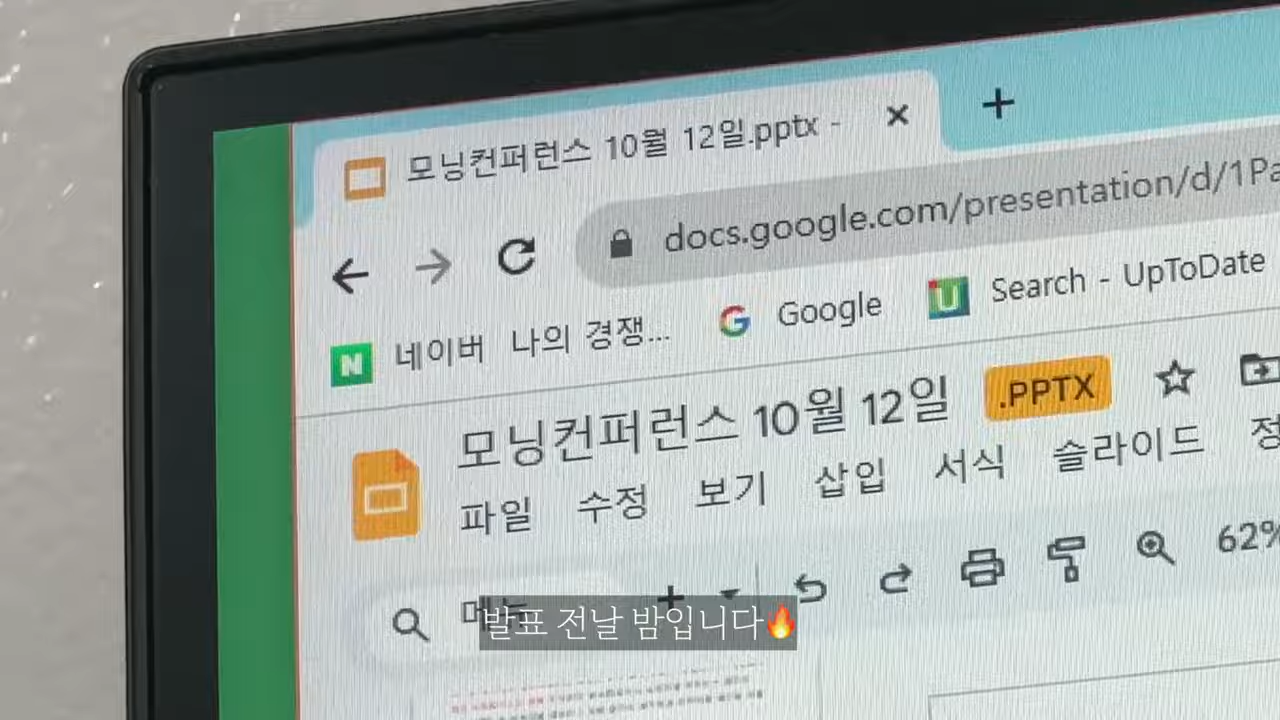 모닝컨퍼런스 10월 12일.pptx -
docs.google.com/presentation/d/1Pa
네이버 나의 경쟁... Google Search - UpToDate
모닝컨퍼런스 10월 12일 .PPTX
파일 수정 보기 삽입 서식 슬라이드
62%
메뉴
발표 전날 밤입니다🔥